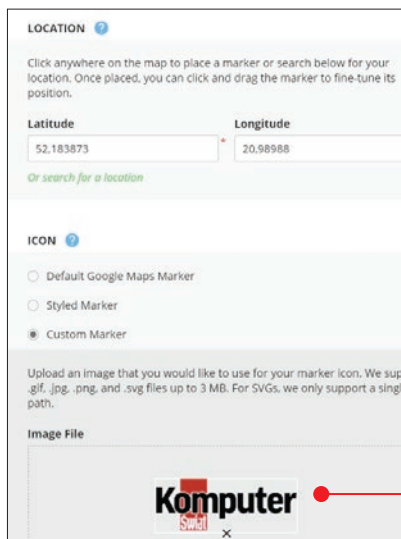 LOCATION ?
Click anywhere on the map to place a marker or search below for your
location. Once placed, you can click and drag the marker to fine-tune its
position.
Latitude Longitude
52,183873 * 20,98988
Or search for a location
ICON ?
Default Google Maps Marker
Styled Marker
Custom Marker
Upload an image that you would like to use for your marker icon. We sup
.gif, .jpg, .png, and .svg files up to 3 MB. For SVGs, we only support a singl
path.
Image File
Komputer
Świat
×